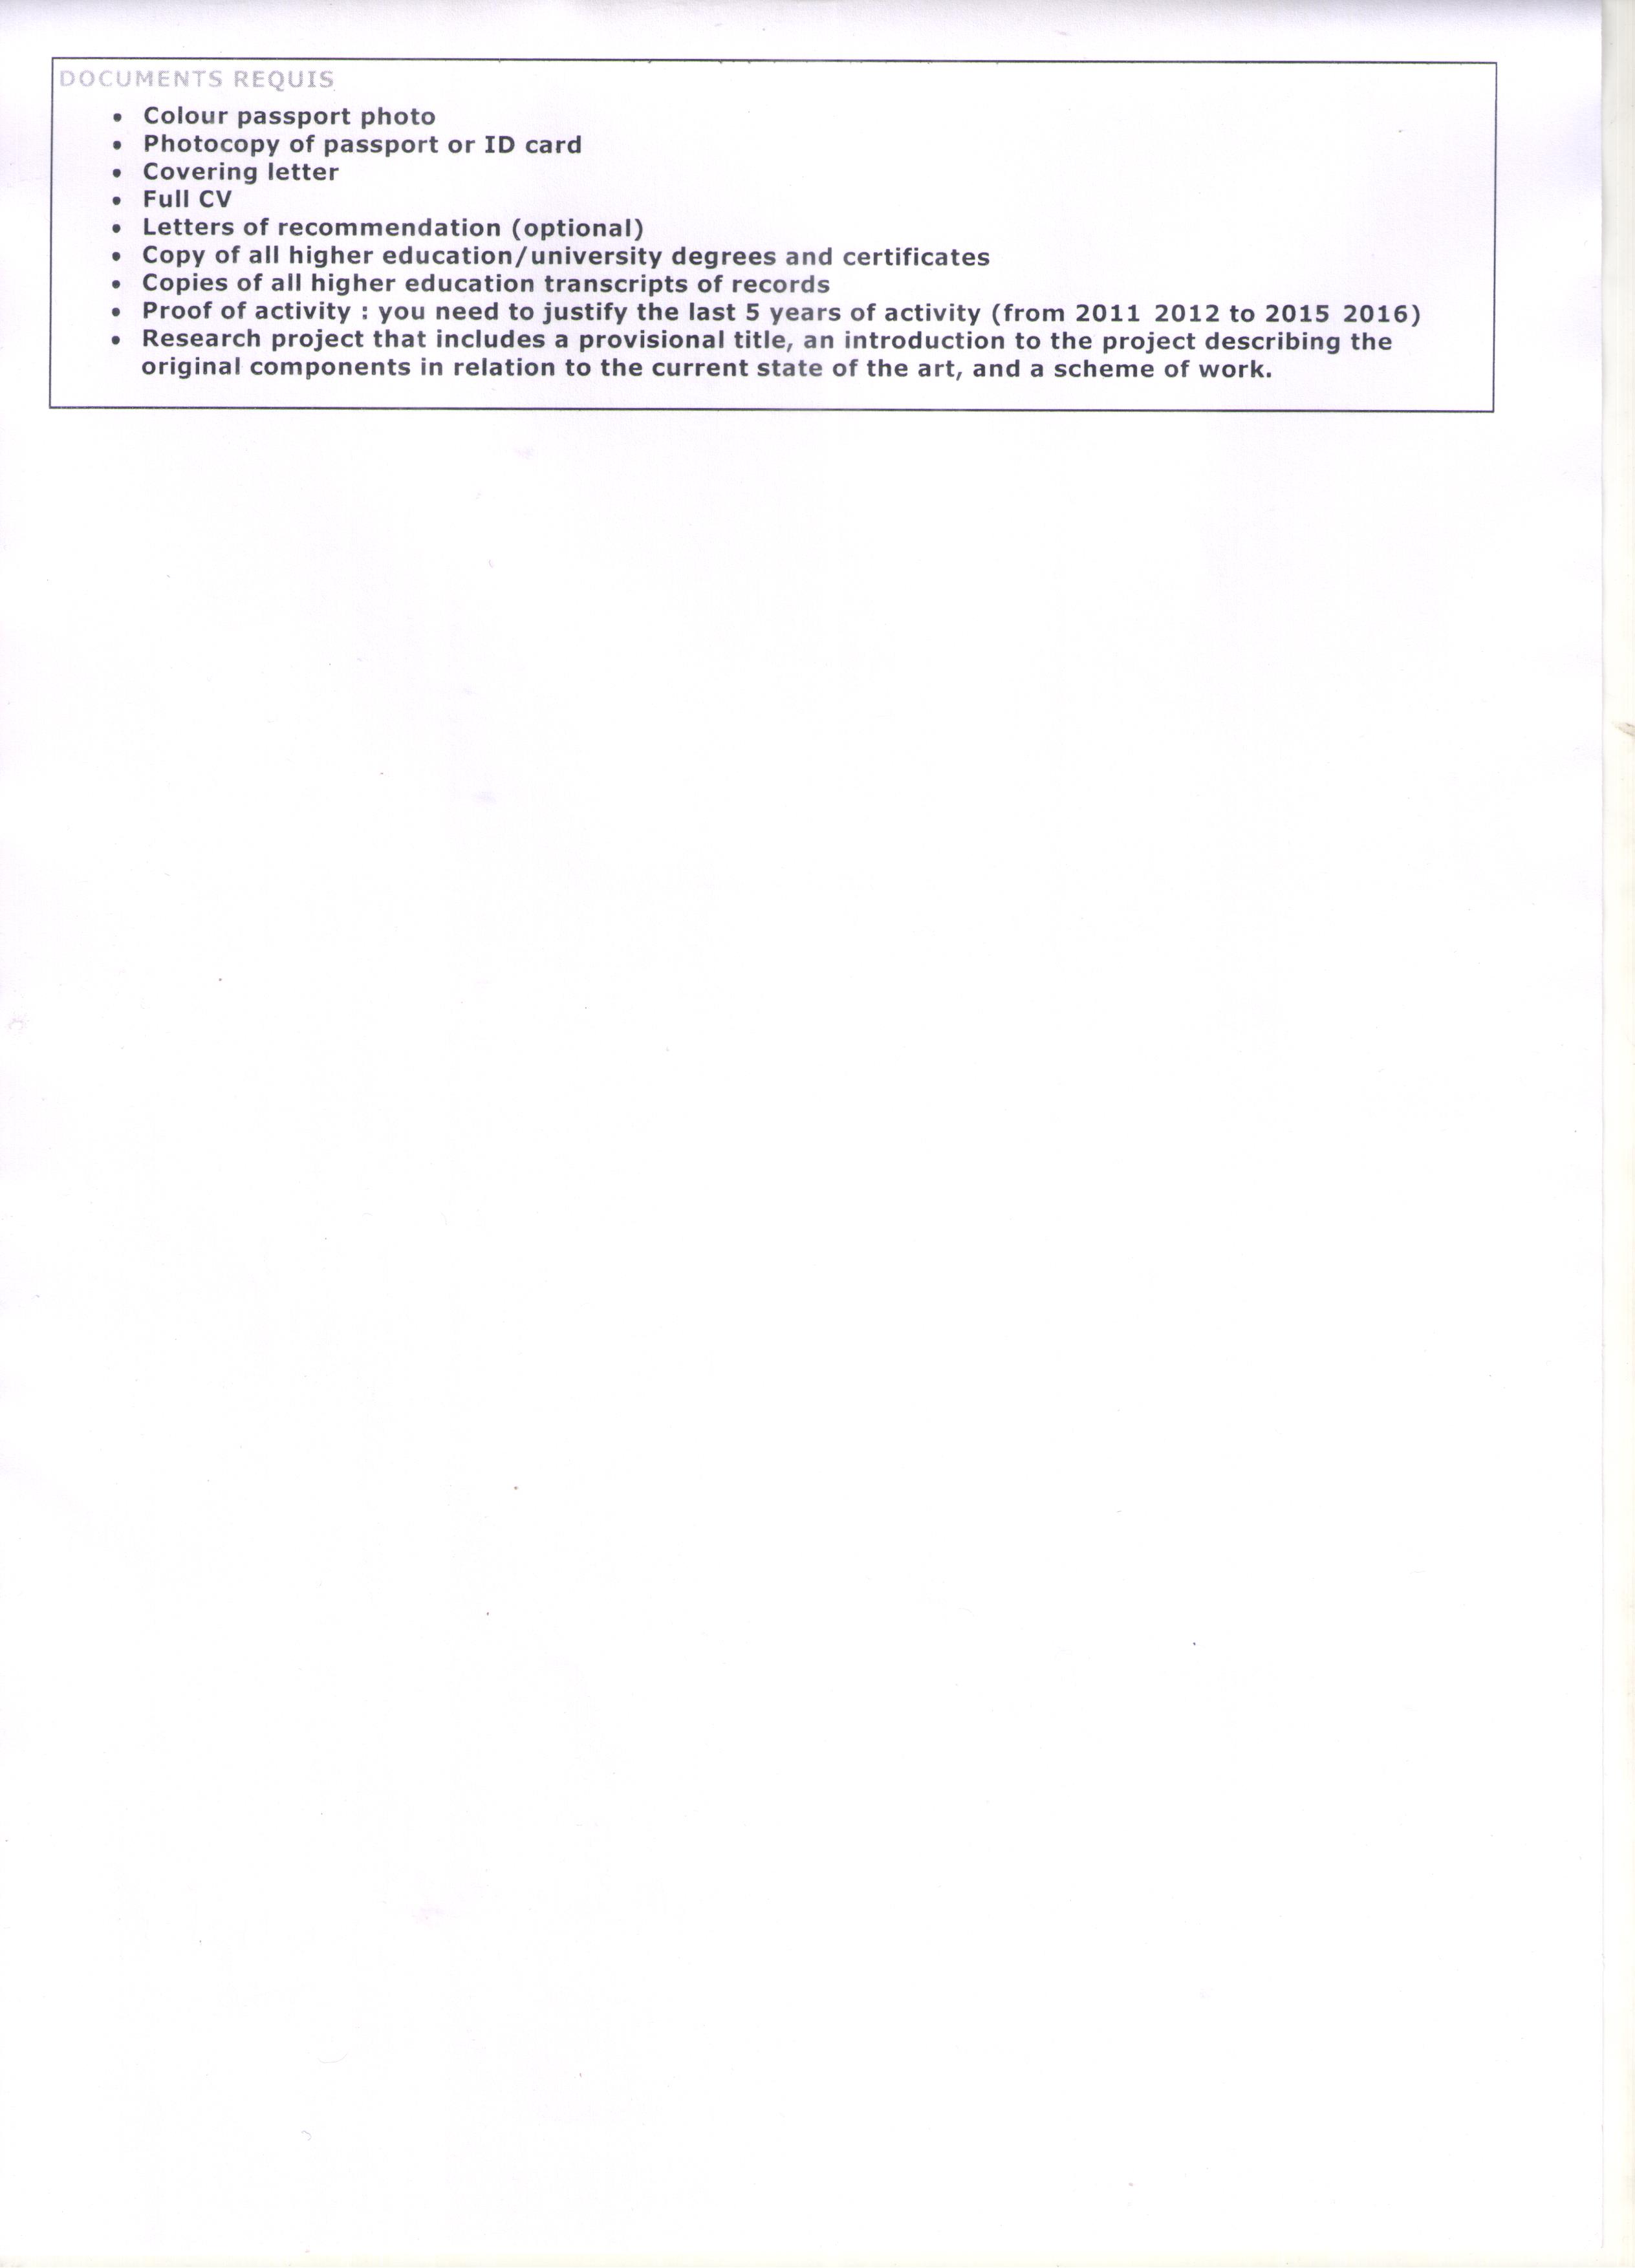 DOCUMENTS REQUIS
• Colour passport photo
• Photocopy of passport or ID card
• Covering letter
• Full CV
• Letters of recommendation (optional)
• Copy of all higher education/university degrees and certificates
• Copies of all higher education transcripts of records
• Proof of activity : you need to justify the last 5 years of activity (from 2011 2012 to 2015 2016)
• Research project that includes a provisional title, an introduction to the project describing the
original components in relation to the current state of the art, and a scheme of work.